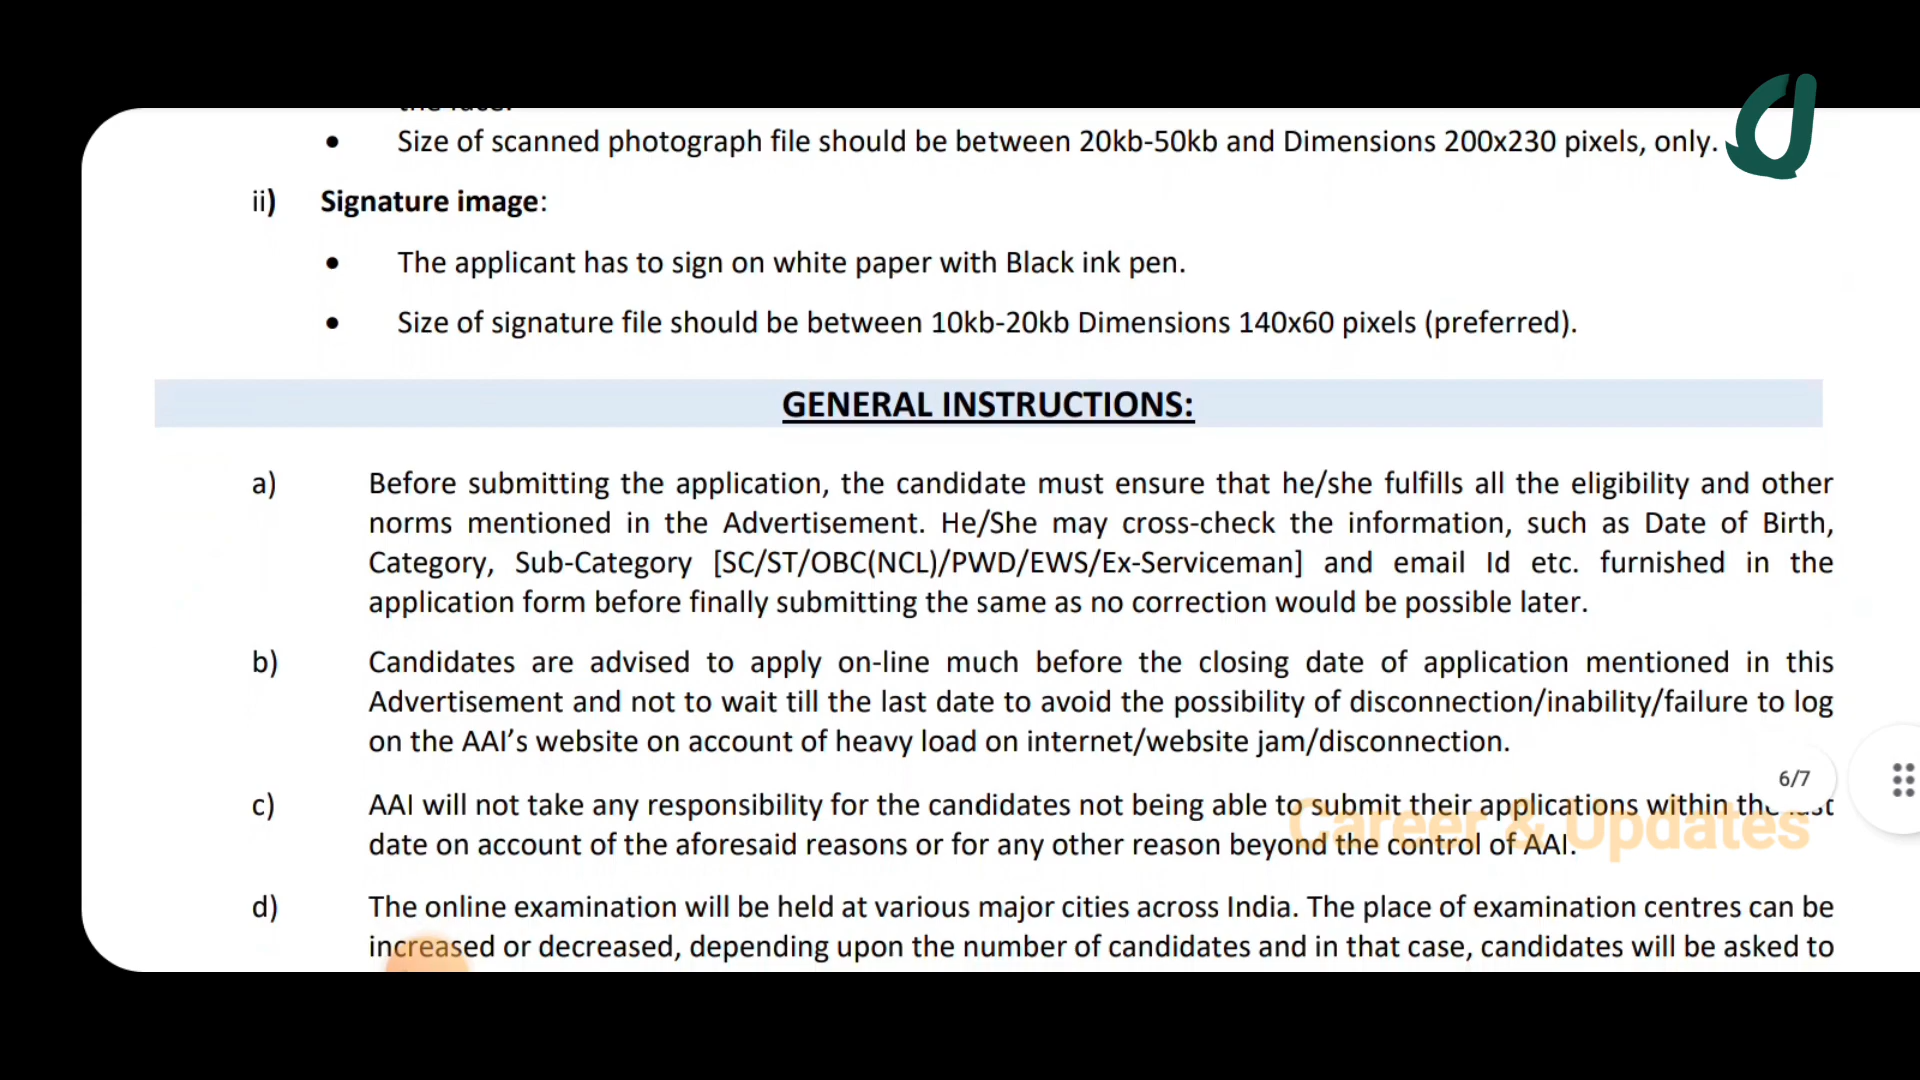 • Size of scanned photograph file should be between 20kb-50kb and Dimensions 200x230 pixels, only.
ii) Signature image:
• The applicant has to sign on white paper with Black ink pen.
• Size of signature file should be between 10kb-20kb Dimensions 140x60 pixels (preferred).
GENERAL INSTRUCTIONS:
a) Before submitting the application, the candidate must ensure that he/she fulfills all the eligibility and other
norms mentioned in the Advertisement. He/She may cross-check the information, such as Date of Birth,
Category, Sub-Category [SC/ST/OBC(NCL)/PWD/EWS/Ex-Serviceman] and email Id etc. furnished in the
application form before finally submitting the same as no correction would be possible later.
b) Candidates are advised to apply on-line much before the closing date of application mentioned in this
Advertisement and not to wait till the last date to avoid the possibility of disconnection/inability/failure to log
on the AAI’s website on account of heavy load on internet/website jam/disconnection.
6/7
c) AAI will not take any responsibility for the candidates not being able to submit their applications within
Career & Updates
date on account of the aforesaid reasons or for any other reason beyond the control of AAI.
d) The online examination will be held at various major cities across India. The place of examination centres can be
increased or decreased, depending upon the number of candidates and in that case, candidates will be asked to